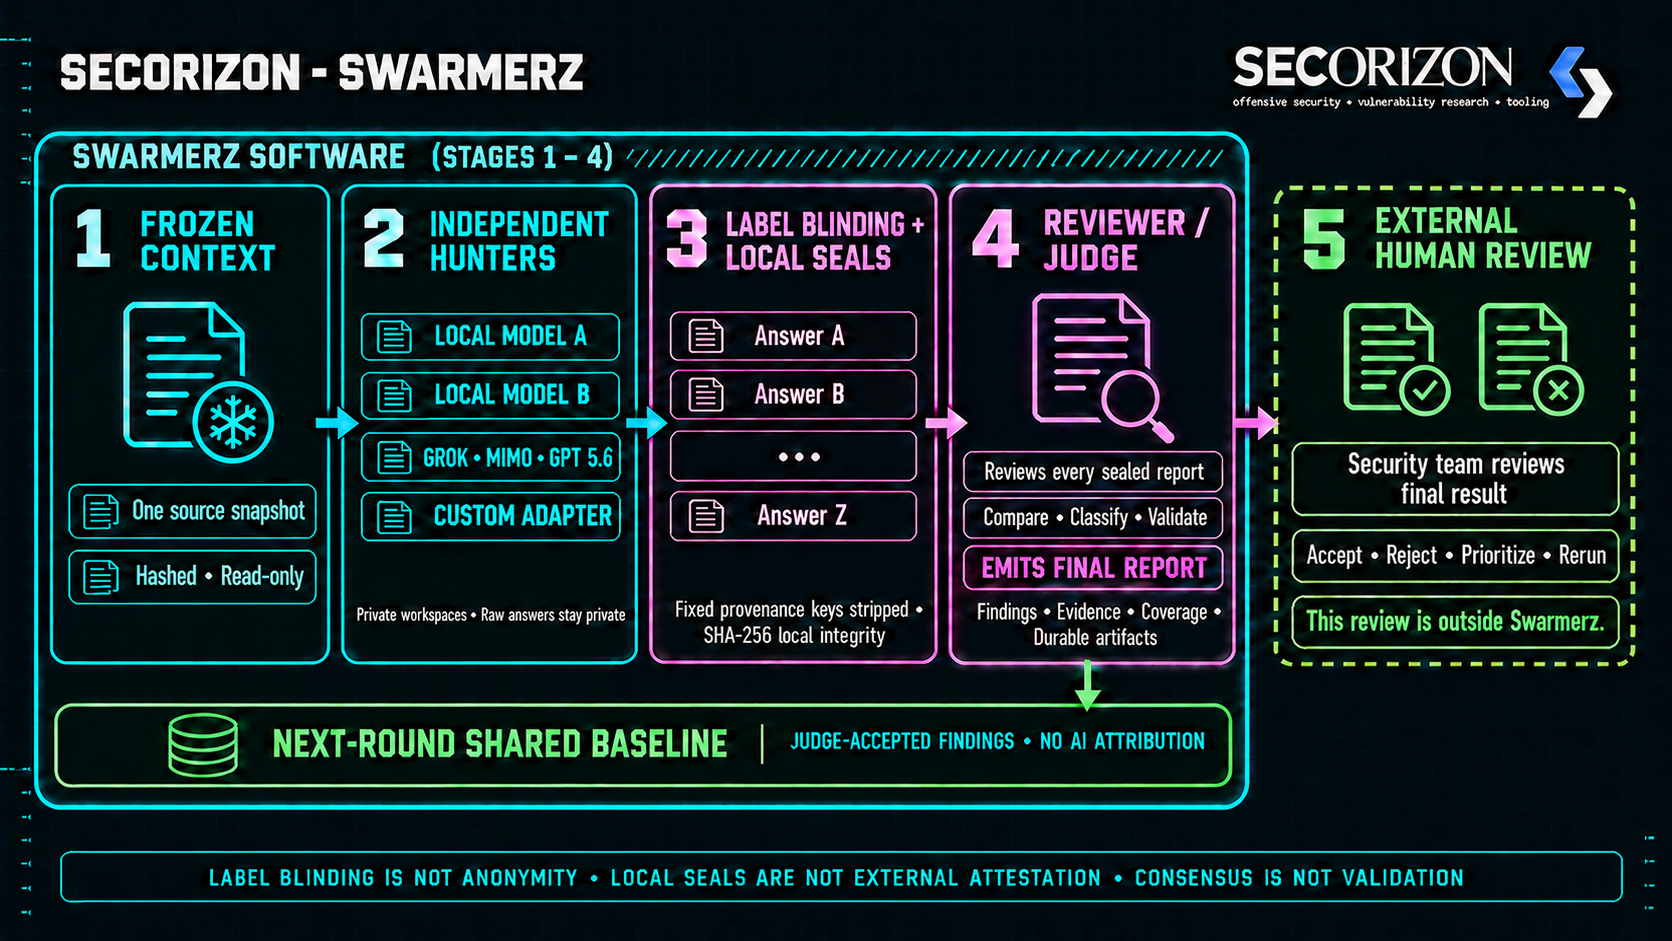 SECORIZON - SWARMERZ
SECORIZON
offensive security • vulnerability research • tooling
SWARMERZ SOFTWARE (STAGES 1 – 4)
1 FROZEN
CONTEXT
One source snapshot
Hashed • Read-only
2 INDEPENDENT
HUNTERS
LOCAL MODEL A
LOCAL MODEL B
GROK • MIMO • GPT 5.6
CUSTOM ADAPTER
Private workspaces • Raw answers stay private
3 LABEL BLINDING +
LOCAL SEALS
Answer A
Answer B
•••
Answer Z
Fixed provenance keys stripped •
SHA-256 local integrity
4 REVIEWER /
JUDGE
Reviews every sealed report
Compare • Classify • Validate
EMITS FINAL REPORT
Findings • Evidence • Coverage •
Durable artifacts
5 EXTERNAL
HUMAN REVIEW
Security team reviews
final result
Accept • Reject • Prioritize • Rerun
This review is outside Swarmerz.
NEXT-ROUND SHARED BASELINE | JUDGE-ACCEPTED FINDINGS • NO AI ATTRIBUTION
LABEL BLINDING IS NOT ANONYMITY • LOCAL SEALS ARE NOT EXTERNAL ATTESTATION • CONSENSUS IS NOT VALIDATION